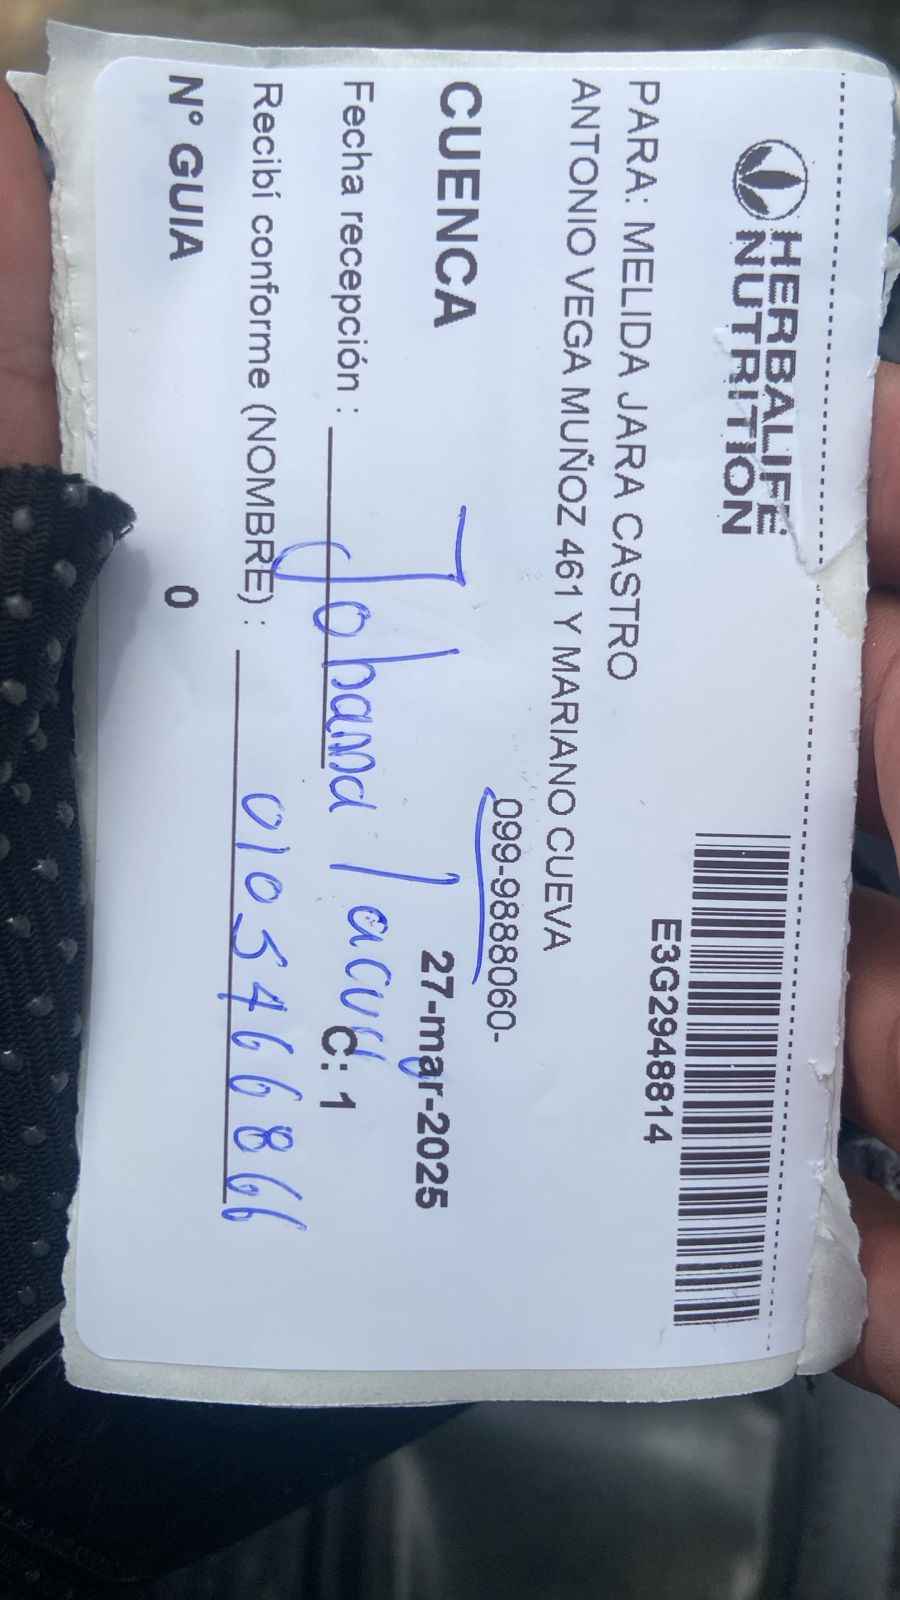 HERBALIFE
NUTRITION
E3G2948814
PARA: MELIDA JARA CASTRO
ANTONIO VEGA MUÑOZ 461 Y MARIANO CUEVA
099-9888060-
CUENCA
27-mar-2025
Fecha recepción :
Johanna
C: 1
Recibí conforme (NOMBRE) :
0105466866
N° GUIA
0